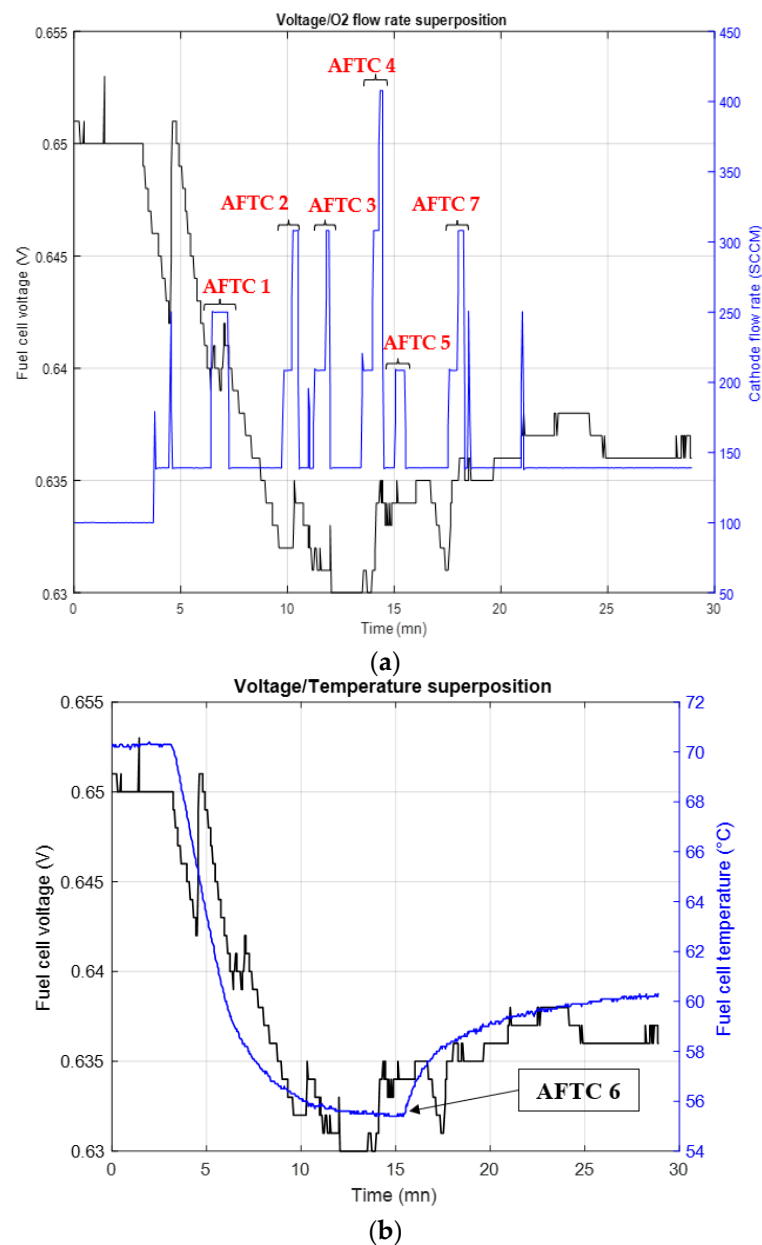 Voltage/O2 flow rate superposition
0.655
0.65
0.645
0.64
0.635
0.63
Fuel cell voltage (V)
AFTC 1
AFTC 2
AFTC 3
AFTC 4
AFTC 5
AFTC 7
450
400
350
300
250
200
150
100
50
Cathode flow rate (SCCM)
0 5 10 15 20 25 30
Time (mn)
(a)
Voltage/Temperature superposition
0.655
0.65
0.645
0.64
0.635
0.63
Fuel cell voltage (V)
AFTC 6
72
70
68
66
64
62
60
58
56
54
Fuel cell temperature (°C)
0 5 10 15 20 25 30
Time (mn)
(b)